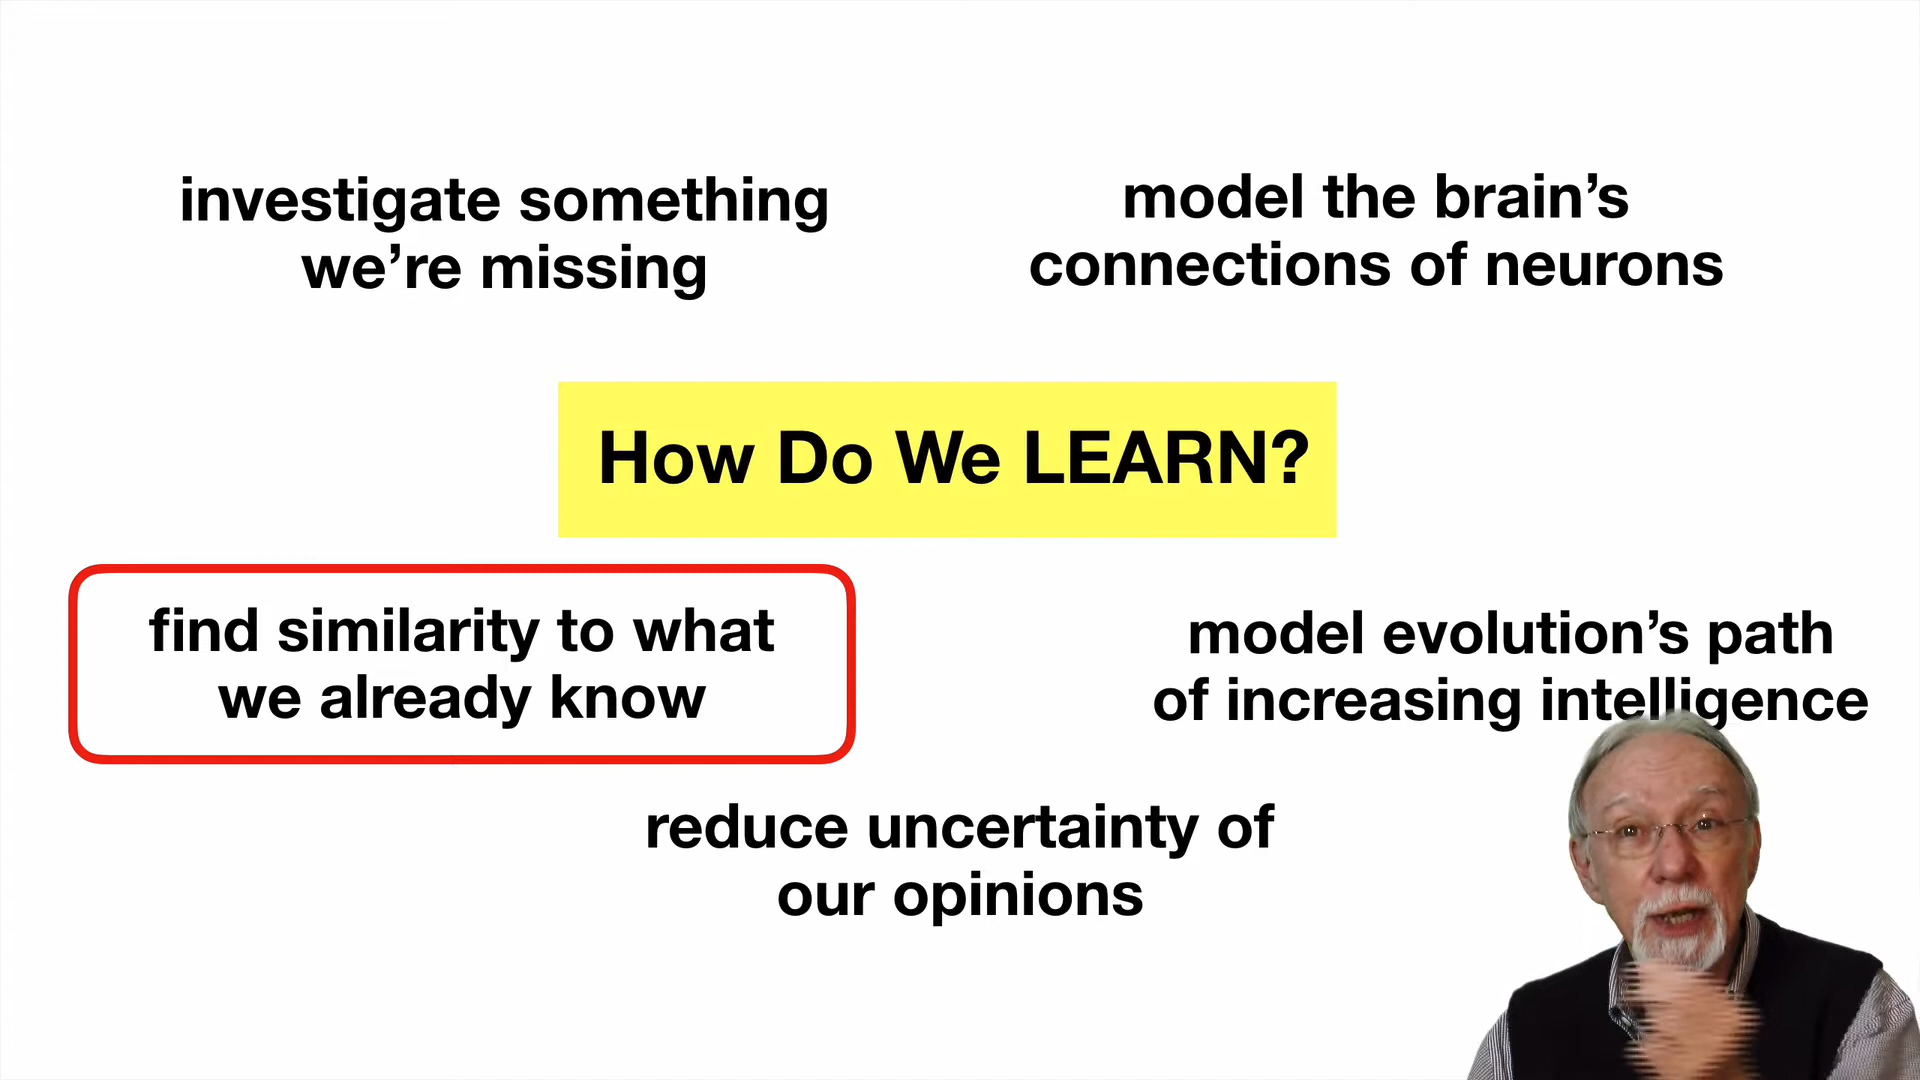 investigate something
we’re missing
model the brain’s
connections of neurons
How Do We LEARN?
find similarity to what
we already know
model evolution’s path
of increasing intelligence
reduce uncertainty of
our opinions